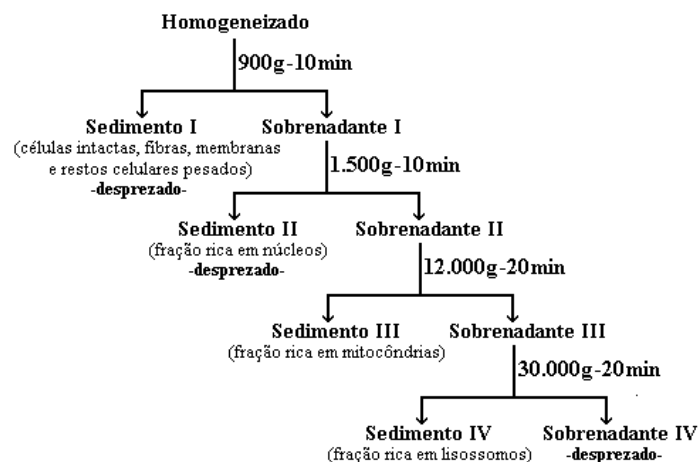 Homogeneizado
900g-10min
Sedimento I
Sobrenadante I
(células intactas, fibras, membranas
e restos celulares pesados)
-desprezado-
1.500g-10min
Sedimento II
Sobrenadante II
(fração rica em núcleos)
-desprezado-
12.000g-20min
Sedimento III
Sobrenadante III
(fração rica em mitocôndrias)
30.000g-20min
Sedimento IV
Sobrenadante IV
(fração rica em lisossomos)
-desprezado-